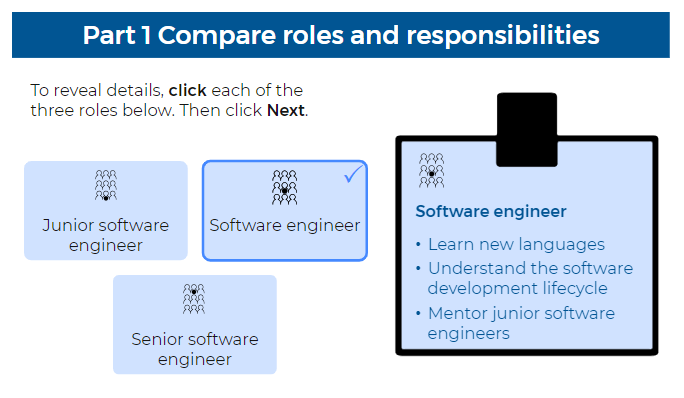 Part 1 Compare roles and responsibilities
To reveal details, click each of the
three roles below. Then click Next.
Junior software
engineer
Software engineer
Senior software
engineer
Software engineer
• Learn new languages
• Understand the software
development lifecycle
• Mentor junior software
engineers